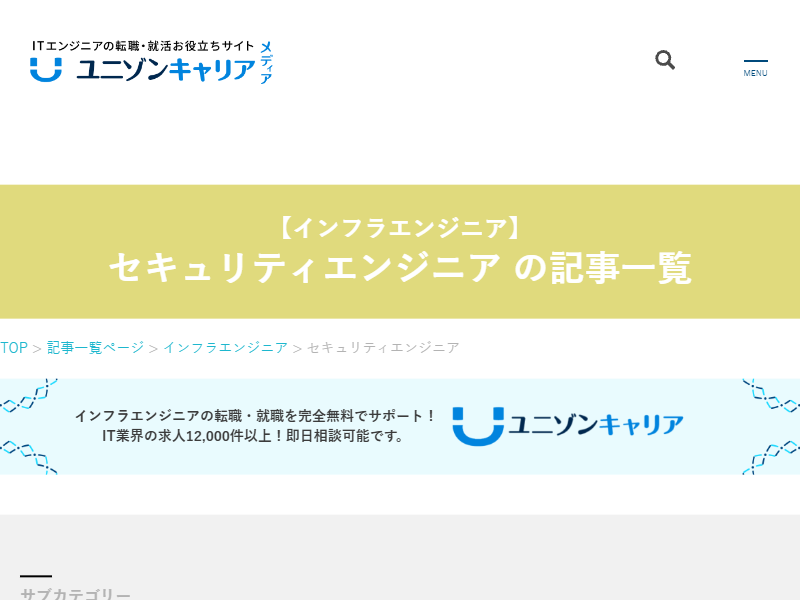 ITエンジニアの転職・就活お役立ちサイト
ユニゾンキャリア
メディア
MENU
【インフラエンジニア】
セキュリティエンジニア の記事一覧
TOP > 記事一覧ページ > インフラエンジニア > セキュリティエンジニア
インフラエンジニアの転職・就職を完全無料でサポート！
IT業界の求人12,000件以上！即日相談可能です。
ユニゾンキャリア
サブカテゴリー